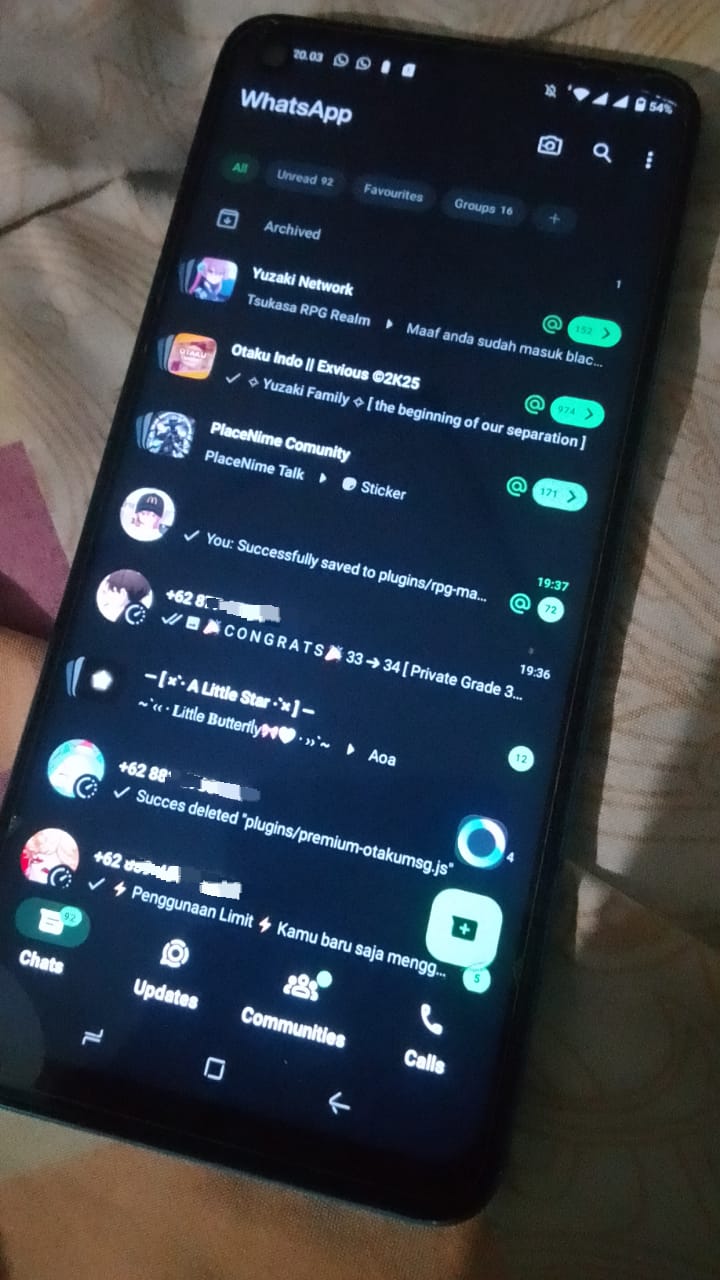 20.03
54%
WhatsApp
All
Unread 92
Favourites
Groups 16
+
Archived
1
Yuzaki Network
Tsukasa RPG Realm ▸ Maaf anda sudah masuk blac...
@ 152 >
Otaku Indo || Exvious ©2K25
✓ ✧ Yuzaki Family ✧ [ the beginning of our separation ]
@ 974 >
PlaceNime Comunity
PlaceNime Talk ▸ Sticker
@ 171 >
19:37
✓ You: Successfully saved to plugins/rpg-ma...
@ 72
+62 8
19:36
✓✓ 🎉 C O N G R A T S 🎉 33 ➔ 34 [ Private Grade 3...
A Little Star
~`‹‹ · Little Butterfly🎀🤍 · ››`~ ▸ Aoa
12
+62 88
✓ Succes deleted "plugins/premium-otakumsg.js"
4
+62
✓ ⚡ Penggunaan Limit ⚡ Kamu baru saja mengg...
5
92
Chats
Updates
Communities
Calls